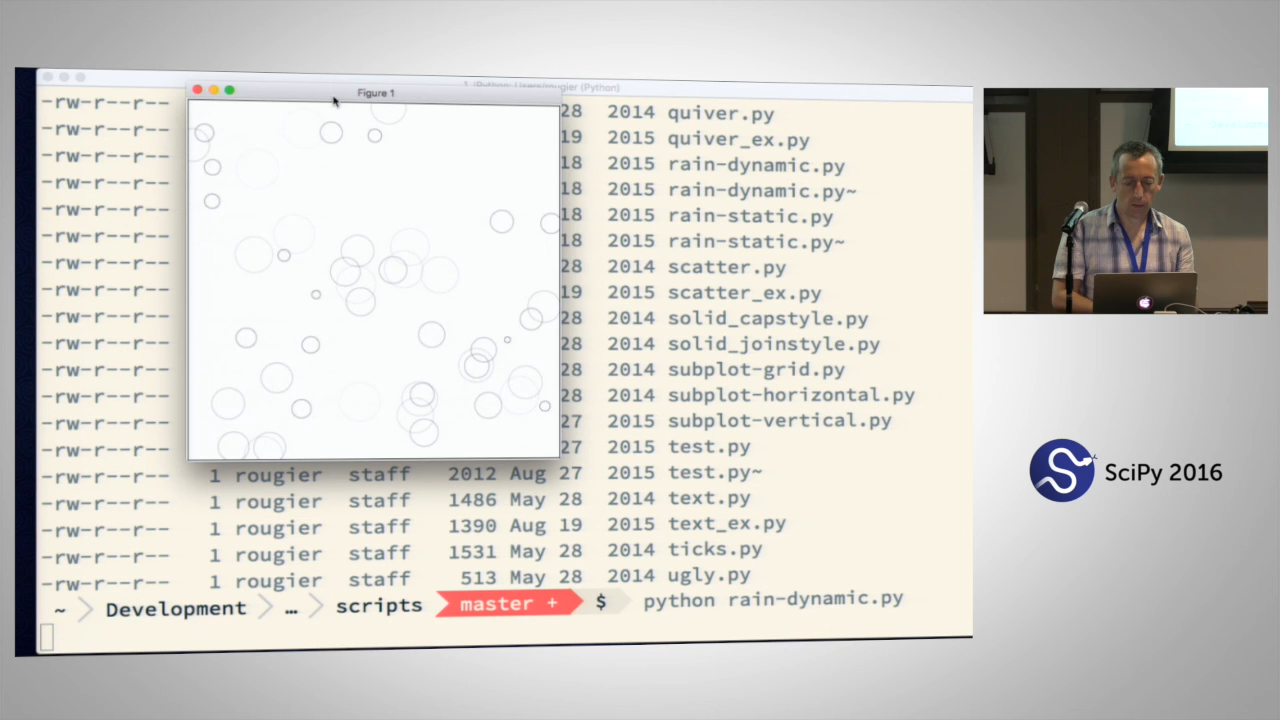 1. (Python: Users/rougier (Python)
Figure 1
-rw-r--r-- 28 2014 quiver.py
-rw-r--r-- 19 2015 quiver_ex.py
-rw-r--r-- 18 2015 rain-dynamic.py
-rw-r--r-- 18 2015 rain-dynamic.py~
-rw-r--r-- 18 2015 rain-static.py
-rw-r--r-- 18 2015 rain-static.py~
-rw-r--r-- 28 2014 scatter.py
-rw-r--r-- 19 2015 scatter_ex.py
-rw-r--r-- 28 2014 solid_capstyle.py
-rw-r--r-- 28 2014 solid_joinstyle.py
-rw-r--r-- 28 2014 subplot-grid.py
-rw-r--r-- 28 2014 subplot-horizontal.py
-rw-r--r-- 27 2015 subplot-vertical.py
-rw-r--r-- 27 2015 test.py
-rw-r--r-- 1 rougier staff 2012 Aug 27 2015 test.py~
-rw-r--r-- 1 rougier staff 1486 May 28 2014 text.py
-rw-r--r-- 1 rougier staff 1390 Aug 19 2015 text_ex.py
-rw-r--r-- 1 rougier staff 1531 May 28 2014 ticks.py
-rw-r--r-- 1 rougier staff 513 May 28 2014 ugly.py
~ Development … scripts master + $ python rain-dynamic.py
SciPy 2016